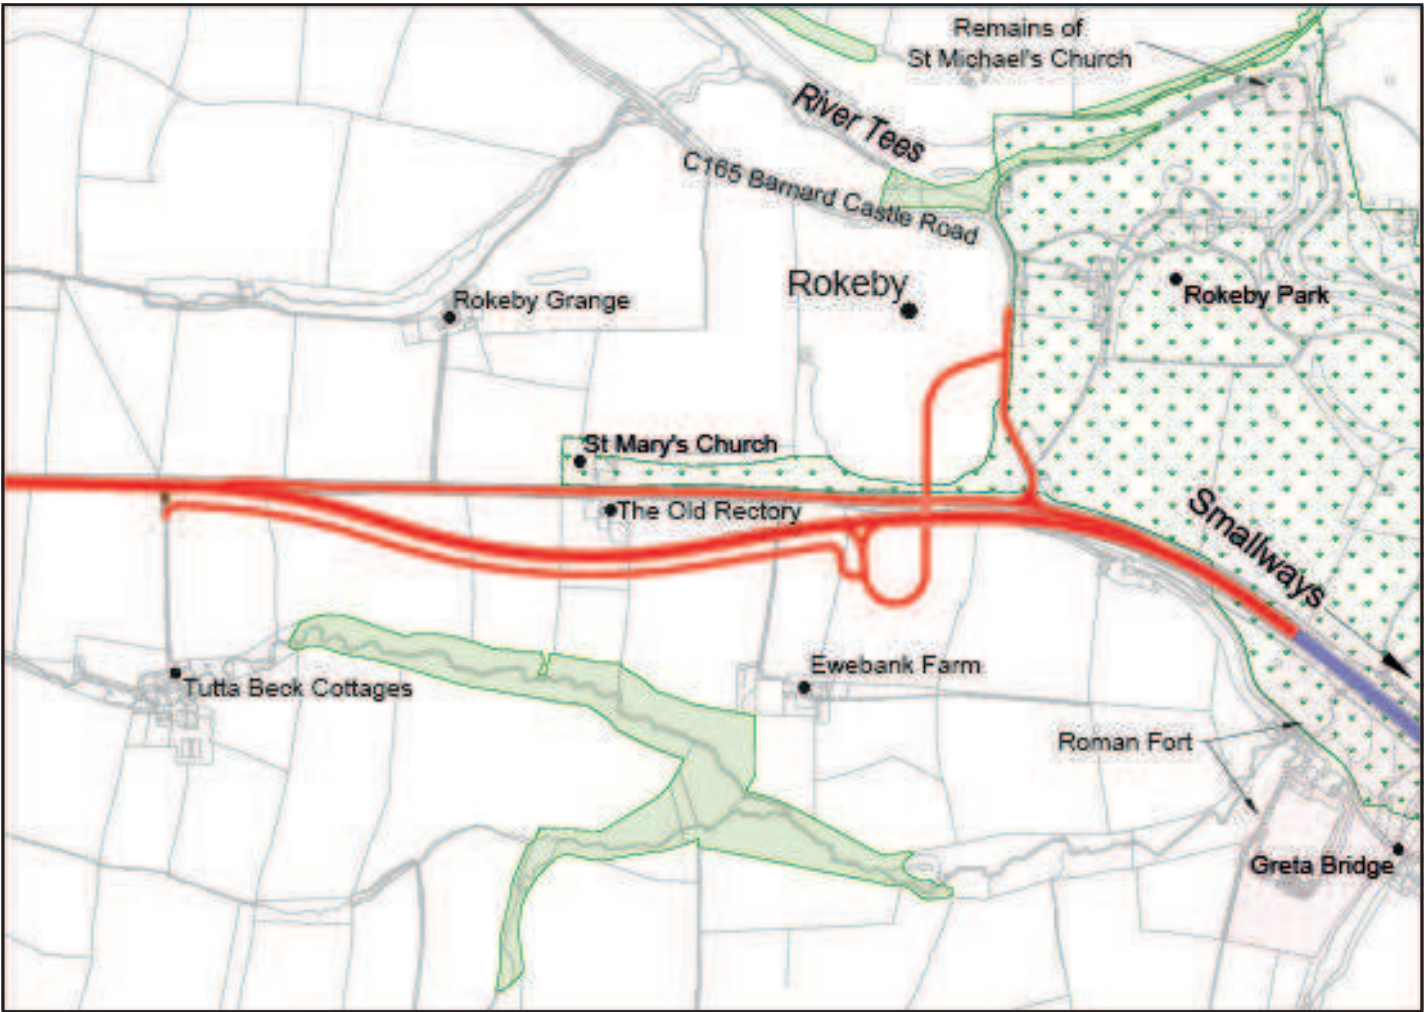 Remains of
St Michael's Church
River Tees
C165 Barnard Castle Road
Rokeby
Rokeby Park
Rokeby Grange
St Mary's Church
The Old Rectory
Smallways
Ewebank Farm
Tutta Beck Cottages
Roman Fort
Greta Bridge